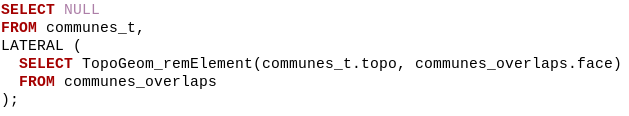 SELECT NULL
FROM communes_t,
LATERAL (
  SELECT TopoGeom_remElement(communes_t.topo, communes_overlaps.face)
  FROM communes_overlaps
);